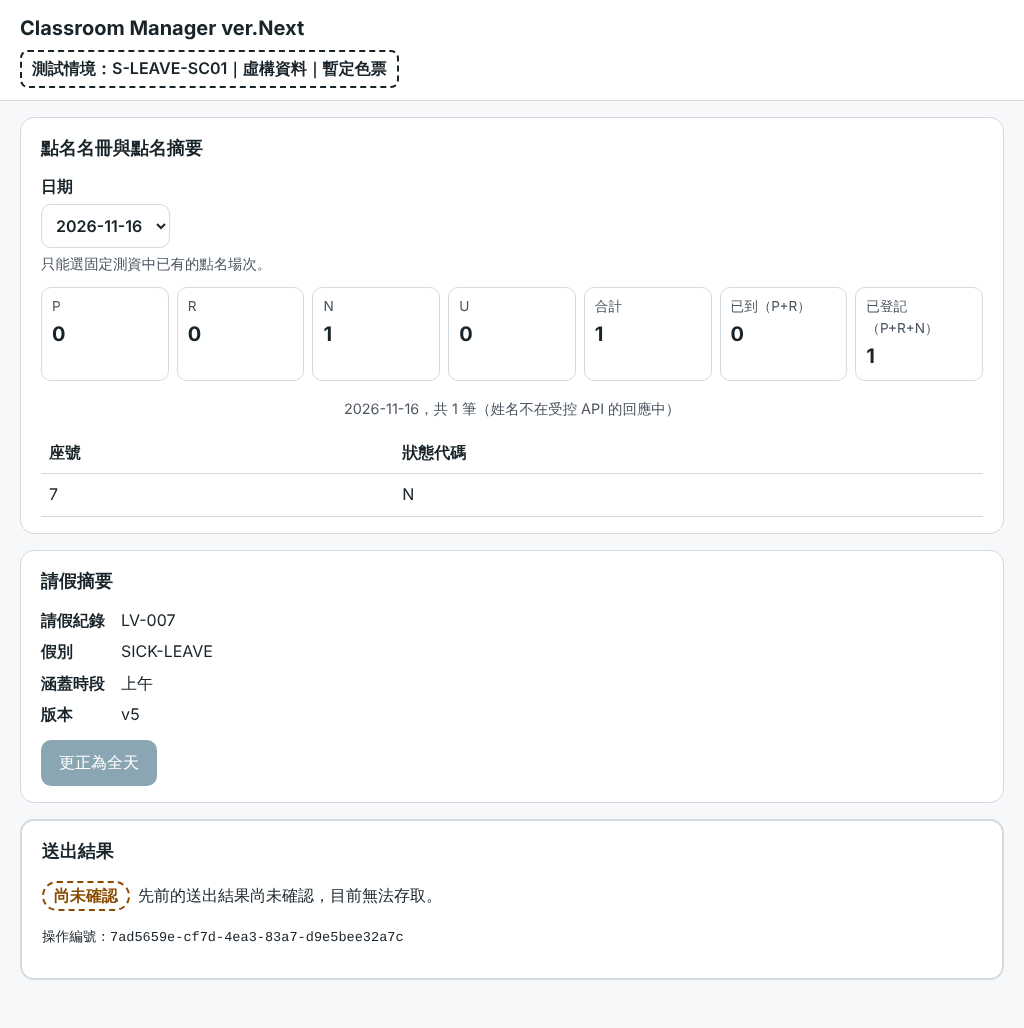 Classroom Manager ver.Next
測試情境：S-LEAVE-SC01｜虛構資料｜暫定色票
點名名冊與點名摘要
日期
2026-11-16
只能選固定測資中已有的點名場次。
P
0
R
0
N
1
U
0
合計
1
已到（P+R）
0
已登記
（P+R+N）
1
2026-11-16，共 1 筆（姓名不在受控 API 的回應中）
座號 狀態代碼
7 N
請假摘要
請假紀錄 LV-007
假別 SICK-LEAVE
涵蓋時段 上午
版本 v5
更正為全天
送出結果
尚未確認 先前的送出結果尚未確認，目前無法存取。
操作編號：7ad5659e-cf7d-4ea3-83a7-d9e5bee32a7c